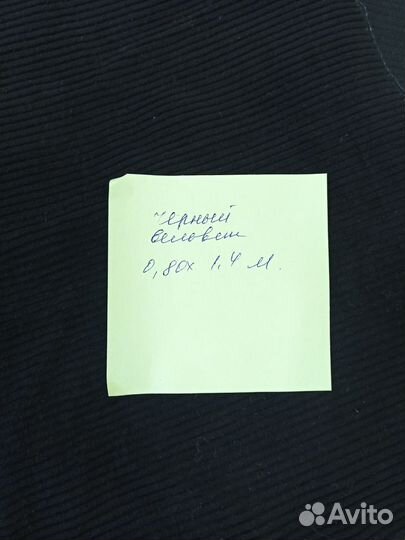 черный
вельвет
0,80х 1.4 м.
Avito